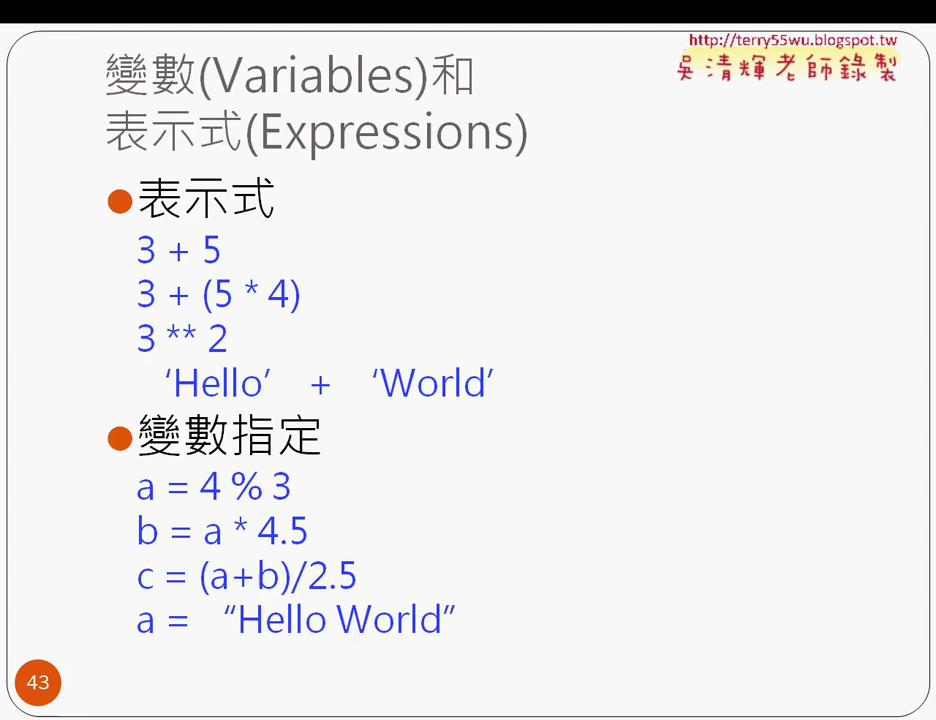 http://terry55wu.blogspot.tw
吳清輝老師錄製
變數(Variables)和
表示式(Expressions)
●表示式
3 + 5
3 + (5 * 4)
3 ** 2
‘Hello’ + ‘World’
●變數指定
a = 4 % 3
b = a * 4.5
c = (a+b)/2.5
a = “Hello World”
43